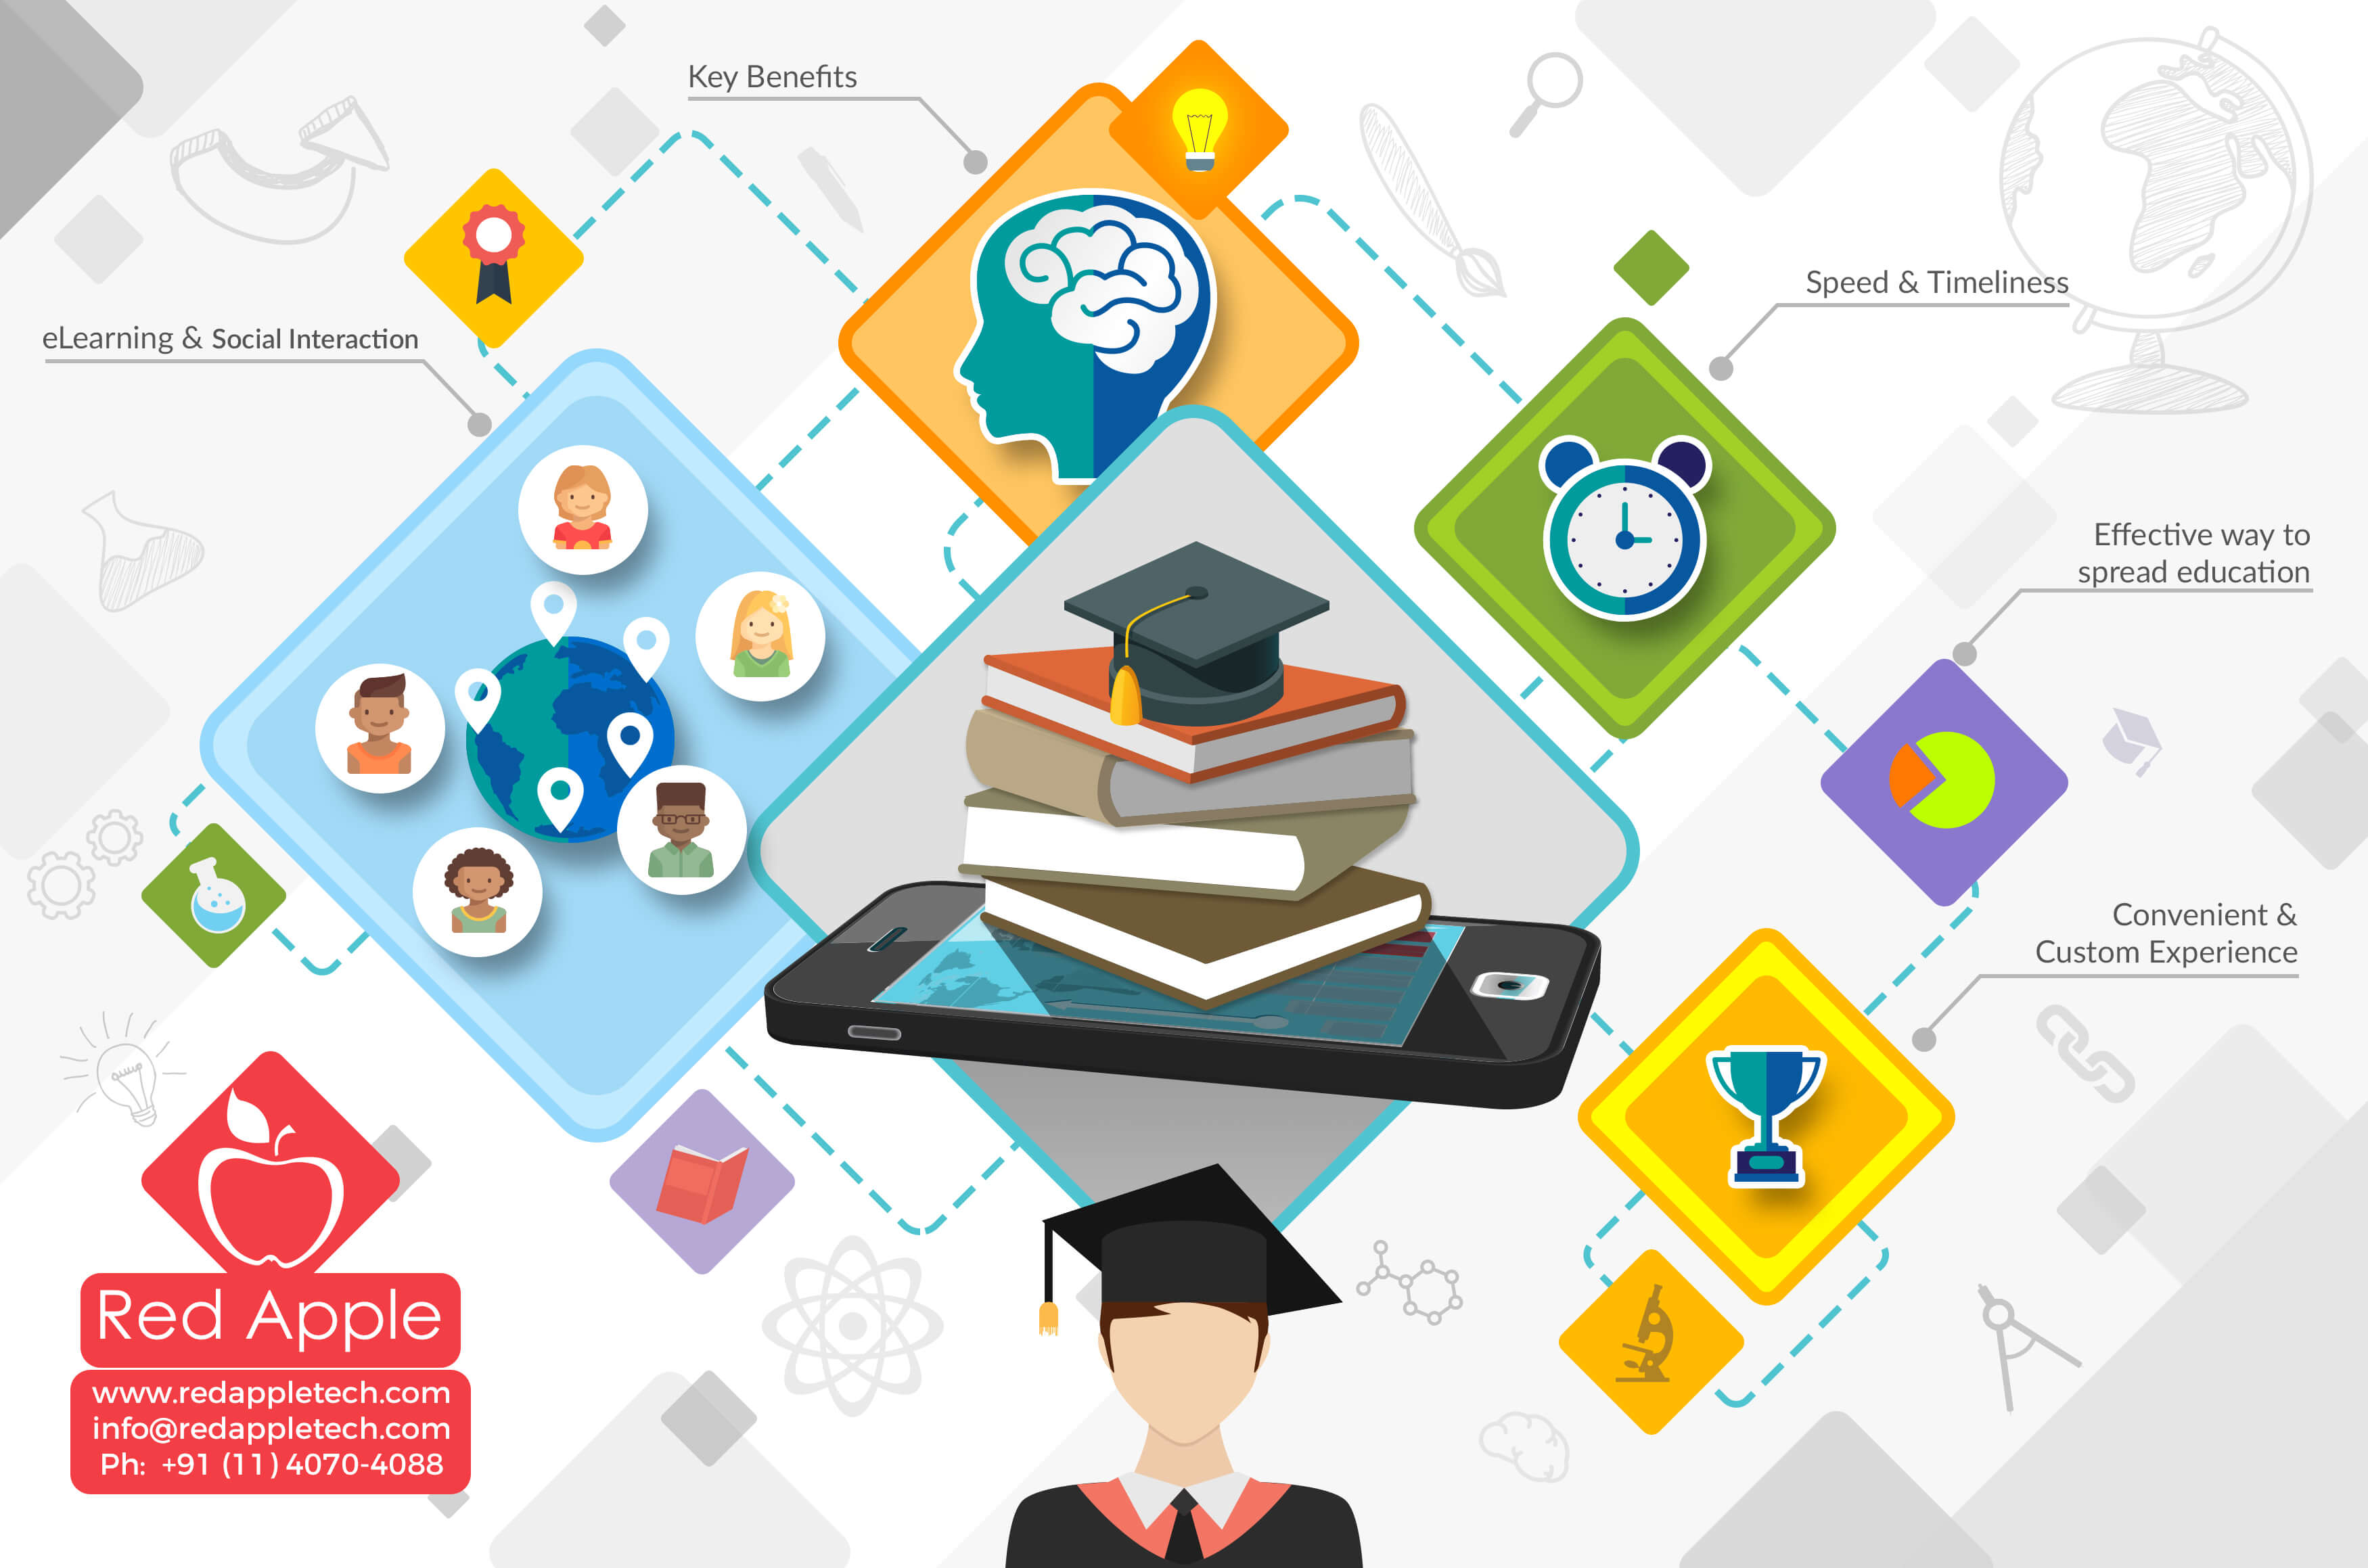 Key Benefits
eLearning & Social Interaction
Speed & Timeliness
Effective way to
spread education
Convenient &
Custom Experience
Red Apple
www.redappletech.com
info@redappletech.com
Ph: +91 (11) 4070-4088